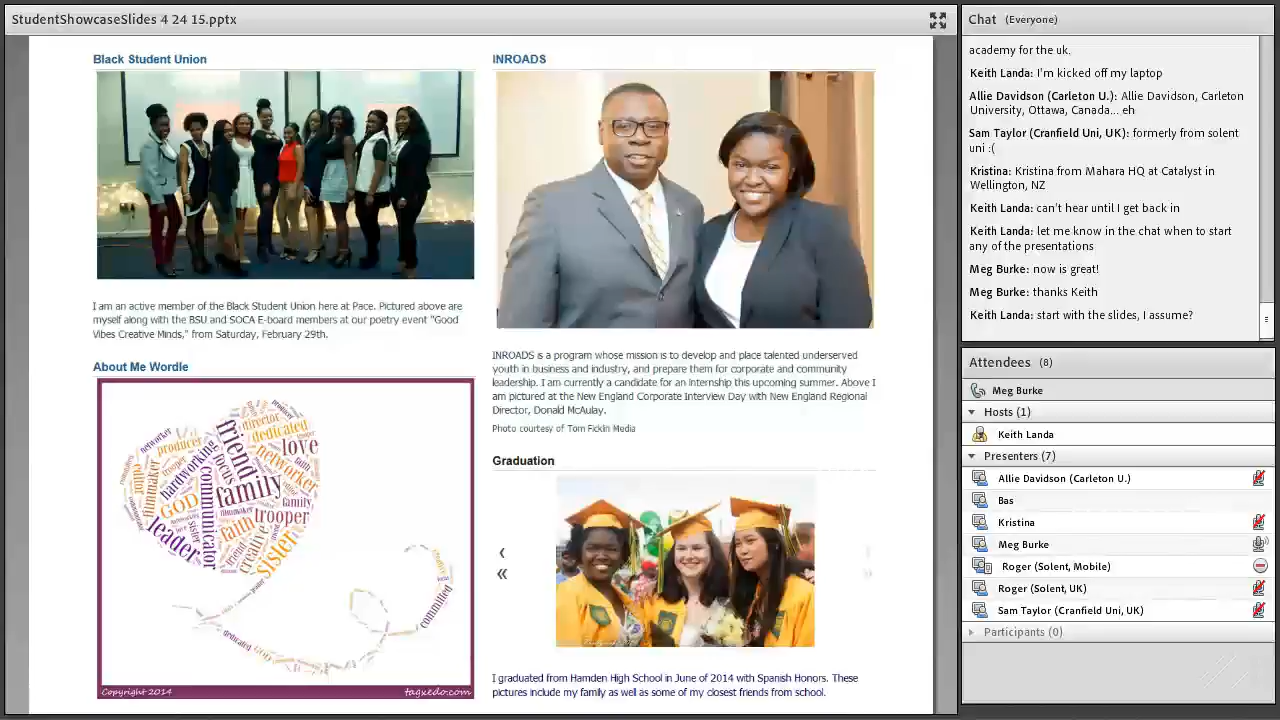 StudentShowcaseSlides 4 24 15.pptx
Black Student Union
I am an active member of the Black Student Union here at Pace. Pictured above are
myself along with the BSU and SOCA E-board members at our poetry event "Good
Vibes Creative Minds," from Saturday, February 29th.
About Me Wordle
producer
director
dedicated
love
networker
friends
focus
hardworking
filmmaker
editor
GOD
family
communicator
trooper
faith
creative
leader
sister
committed
dedicated
GOD
Copyright 2014
tagxedo.com
INROADS
INROADS is a program whose mission is to develop and place talented underserved
youth in business and industry, and prepare them for corporate and community
leadership. I am currently a candidate for an internship this upcoming summer. Above I
am pictured at the New England Corporate Interview Day with New England Regional
Director, Donald McAulay.
Photo courtesy of Tom Fickin Media
Graduation
I graduated from Hamden High School in June of 2014 with Spanish Honors. These
pictures include my family as well as some of my closest friends from school.
Chat (Everyone)
academy for the uk.
Keith Landa: I'm kicked off my laptop
Allie Davidson (Carleton U.): Allie Davidson, Carleton
University, Ottawa, Canada... eh
Sam Taylor (Cranfield Uni, UK): formerly from solent
uni :(
Kristina: Kristina from Mahara HQ at Catalyst in
Wellington, NZ
Keith Landa: can't hear until I get back in
Keith Landa: let me know in the chat when to start
any of the presentations
Meg Burke: now is great!
Meg Burke: thanks Keith
Keith Landa: start with the slides, I assume?
Attendees (8)
Meg Burke
Hosts (1)
Keith Landa
Presenters (7)
Allie Davidson (Carleton U.)
Bas
Kristina
Meg Burke
Roger (Solent, Mobile)
Roger (Solent, UK)
Sam Taylor (Cranfield Uni, UK)
Participants (0)